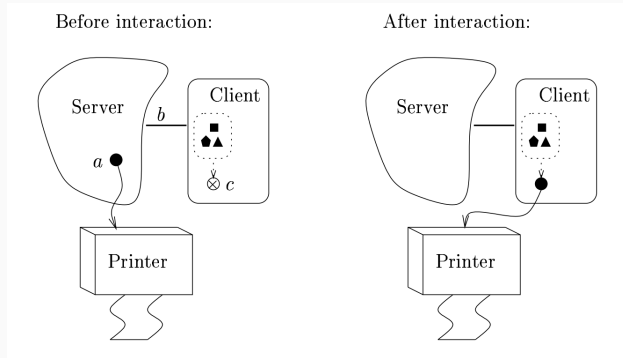 Before interaction:
After interaction:
Server
b
Client
a
c
Printer
Server
Client
Printer